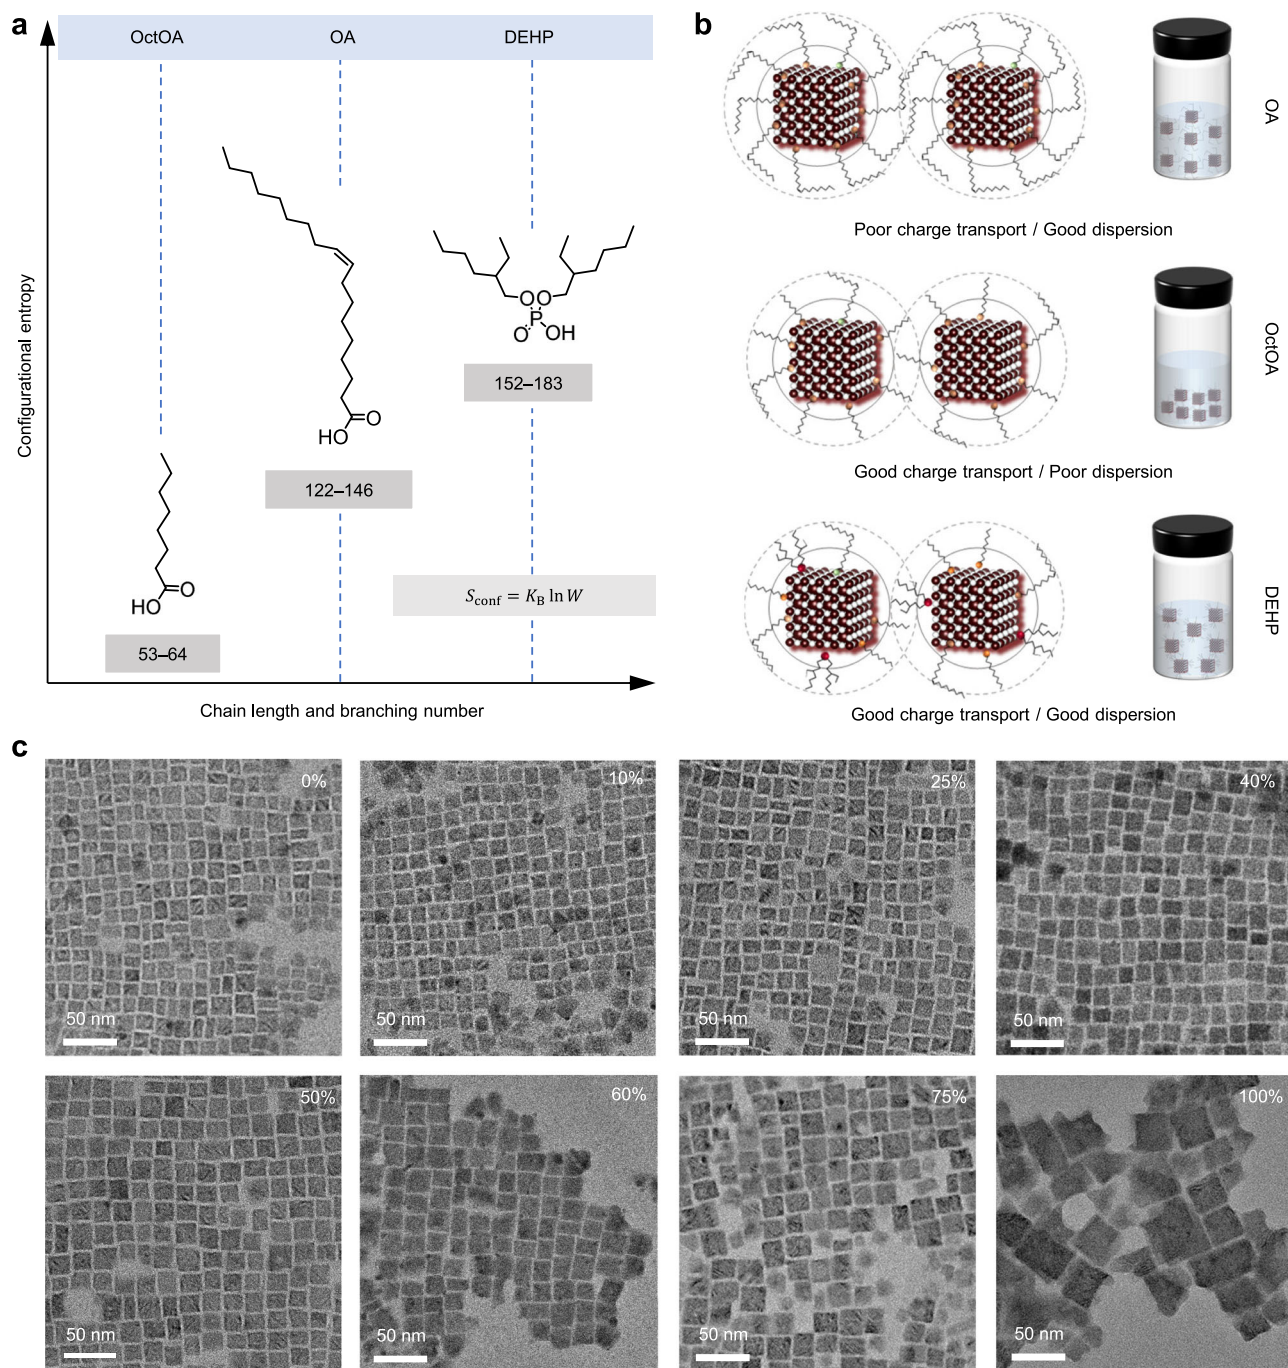 a
OctOA
OA
DEHP
Configurational entropy
HO
O
53–64
HO
O
122–146
O
O
P
O
OH
152–183
S_conf = K_B ln W
Chain length and branching number
b
OA
Poor charge transport / Good dispersion
OctOA
Good charge transport / Poor dispersion
DEHP
Good charge transport / Good dispersion
c
0%
50 nm
10%
50 nm
25%
50 nm
40%
50 nm
50%
50 nm
60%
50 nm
75%
50 nm
100%
50 nm